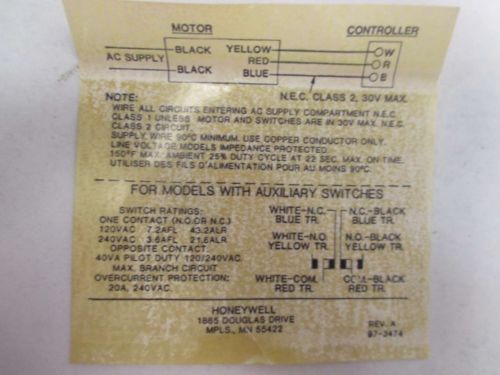 MOTOR CONTROLLER
AC SUPPLY BLACK YELLOW W
RED R
BLACK BLUE B
N.E.C. CLASS 2, 30V MAX.
NOTE:
WIRE ALL CIRCUITS ENTERING AC SUPPLY COMPARTMENT N.E.C.
CLASS 1 UNLESS MOTOR AND SWITCHES ARE IN 30V MAX. N.E.C.
CLASS 2 CIRCUIT.
SUPPLY WIRE 90°C MINIMUM. USE COPPER CONDUCTOR ONLY.
LINE VOLTAGE MODELS IMPEDANCE PROTECTED.
150°F MAX. AMBIENT 25% DUTY CYCLE AT 22 SEC. MAX. ON-TIME.
UTILISER DES FILS D'ALIMENTATION POUR AU MOINS 90°C.
FOR MODELS WITH AUXILIARY SWITCHES
SWITCH RATINGS:
ONE CONTACT (N.O. OR N.C.)
120VAC 7.2AFL 43.2ALR
240VAC 3.6AFL 21.6ALR
OPPOSITE CONTACT:
40VA PILOT DUTY 120/240VAC
MAX. BRANCH CIRCUIT
OVERCURRENT PROTECTION:
20A, 240VAC.
WHITE-N.C. N.C.-BLACK
BLUE TR. BLUE TR.
WHITE-N.O. N.O.-BLACK
YELLOW TR. YELLOW TR.
WHITE-COM. COM.-BLACK
RED TR. RED TR.
HONEYWELL
1885 DOUGLAS DRIVE
MPLS., MN 55422
REV. A
97-3474